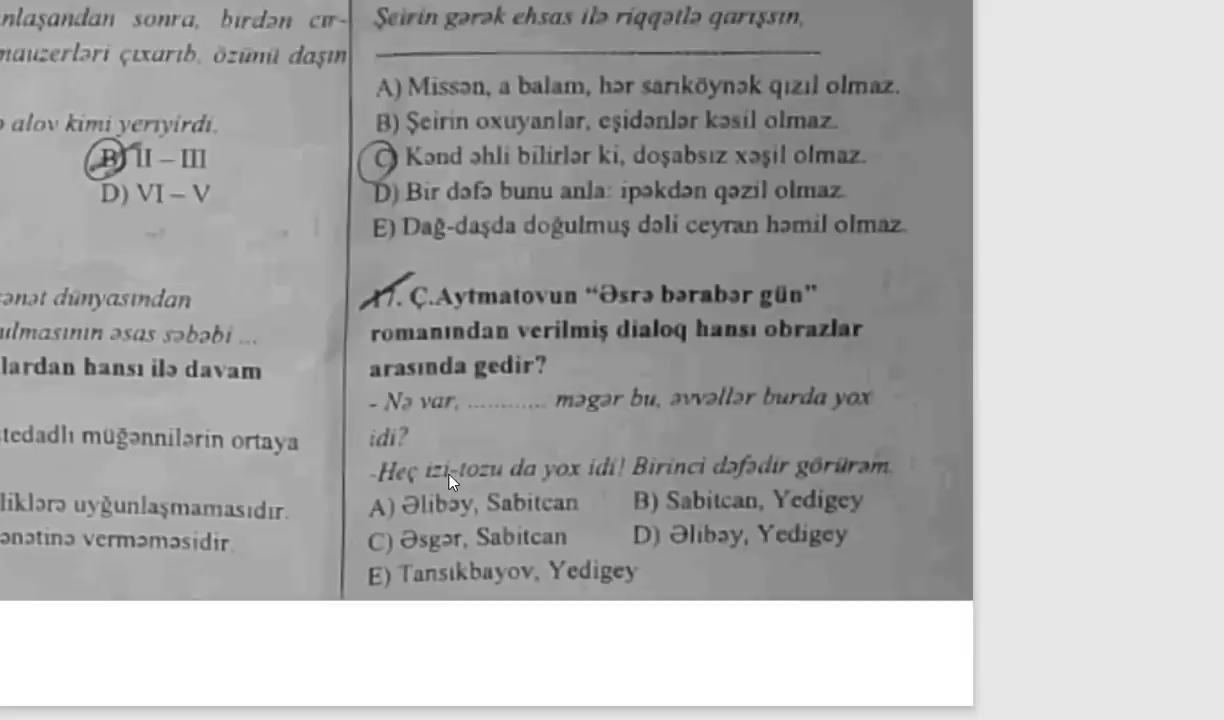 nlaşandan sonra, birdən cır-
mauzerləri çıxarıb, özünü daşın
alov kimi yeriyirdi.
B) II – III
D) VI – V
ənət dünyasından
ulmasının əsas səbəbi ...
lardan hansı ilə davam
tedadlı müğənnilərin ortaya
liklərə uyğunlaşmamasıdır.
ənətinə verməməsidir.
Şeirin gərək ehsas ilə riqqətlə qarışsın,
A) Missən, a balam, hər sarıköynək qızıl olmaz.
B) Şeirin oxuyanlar, eşidənlər kəsil olmaz.
C) Kənd əhli bilirlər ki, doşabsız xəşil olmaz.
D) Bir dəfə bunu anla: ipəkdən qəzil olmaz.
E) Dağ-daşda doğulmuş dəli ceyran həmil olmaz.
17. Ç.Aytmatovun “Əsrə bərabər gün”
romanından verilmiş dialoq hansı obrazlar
arasında gedir?
- Nə var, ............ məgər bu, əvvəllər burda yox
idi?
-Heç izi-tozu da yox idi! Birinci dəfədir görürəm.
A) Əlibəy, Sabitcan B) Sabitcan, Yedigey
C) Əsgər, Sabitcan D) Əlibəy, Yedigey
E) Tansıkbayov, Yedigey